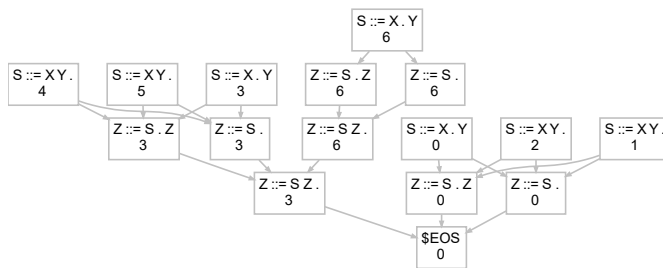 S ::= X . Y
6
S ::= X Y .
4
S ::= X Y .
5
S ::= X . Y
3
Z ::= S . Z
6
Z ::= S .
6
Z ::= S . Z
3
Z ::= S .
3
Z ::= S Z .
6
S ::= X . Y
0
S ::= X Y .
2
S ::= X Y .
1
Z ::= S Z .
3
Z ::= S . Z
0
Z ::= S .
0
$EOS
0